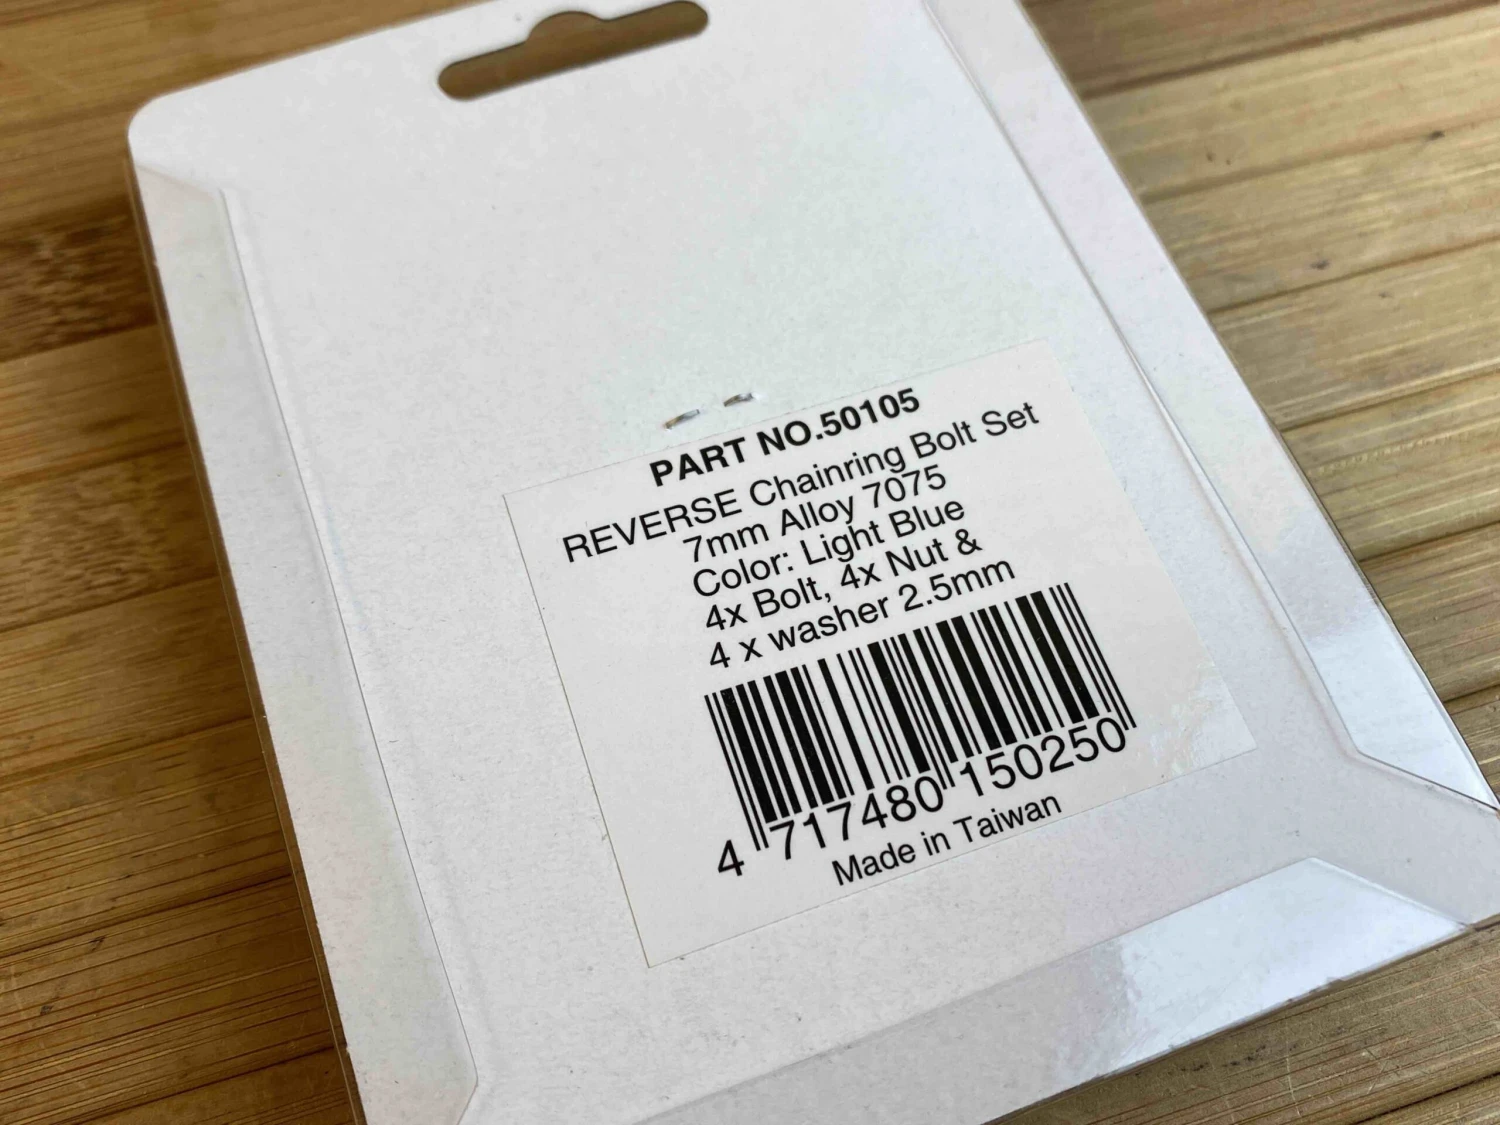 PART NO.50105
REVERSE Chainring Bolt Set
7mm Alloy 7075
Color: Light Blue
4x Bolt, 4x Nut &
4 x washer 2.5mm
4 717480 150250
Made in Taiwan